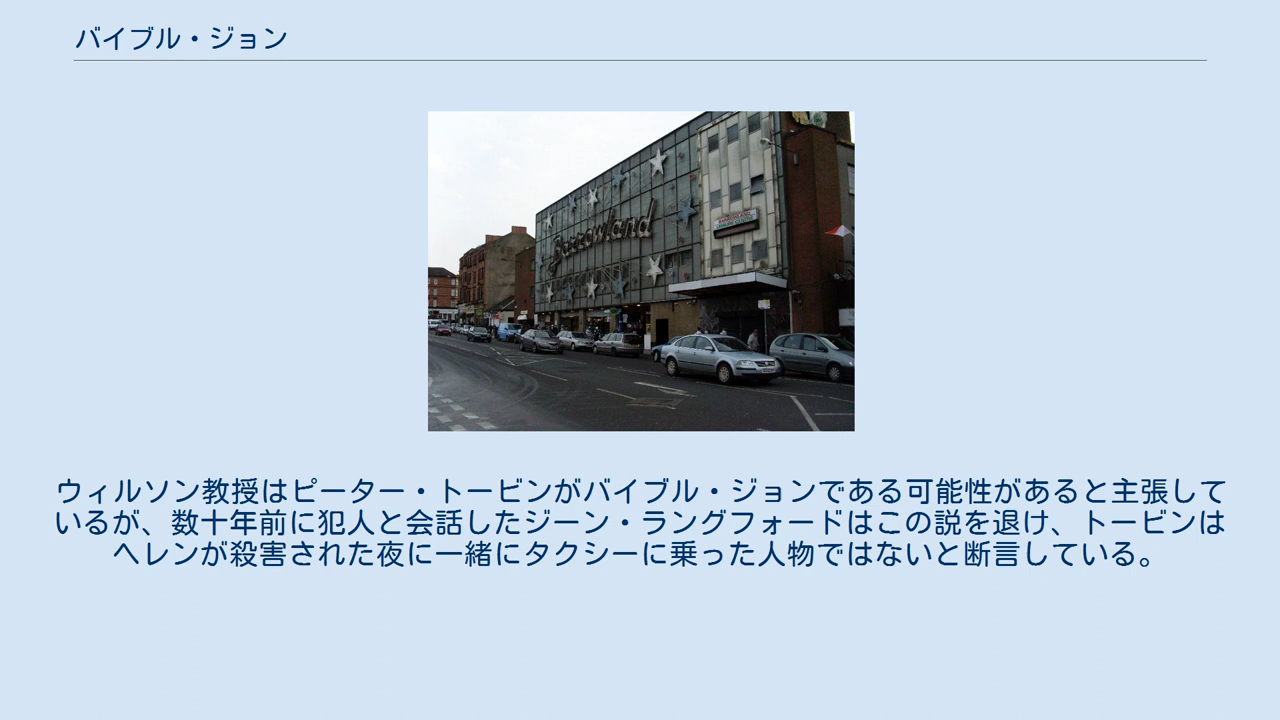 バイブル・ジョン
Barrowland
ウィルソン教授はピーター・トービンがバイブル・ジョンである可能性があると主張して
いるが、数十年前に犯人と会話したジーン・ラングフォードはこの説を退け、トービンは
ヘレンが殺害された夜に一緒にタクシーに乗った人物ではないと断言している。